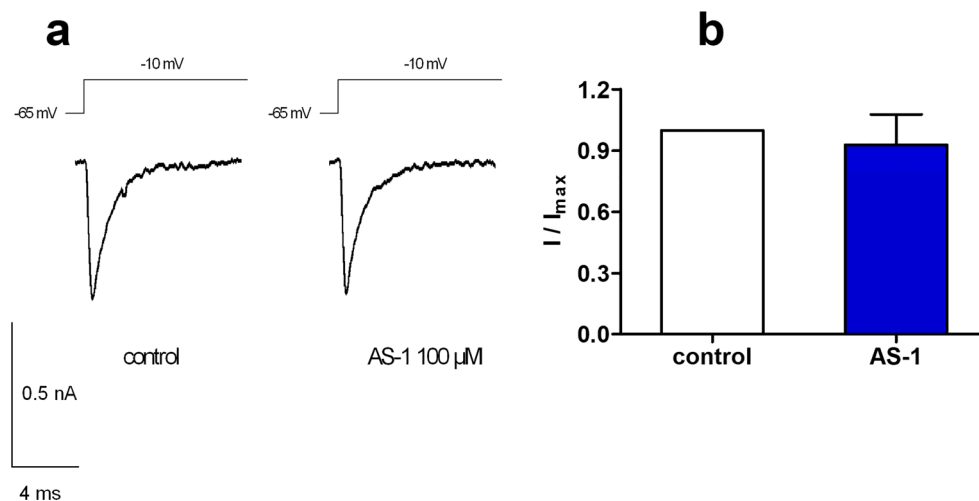 a
-10 mV
-65 mV
-10 mV
-65 mV
control
AS-1 100 µM
0.5 nA
4 ms
b
1.2
0.9
0.6
0.3
0.0
I / Imax
control
AS-1